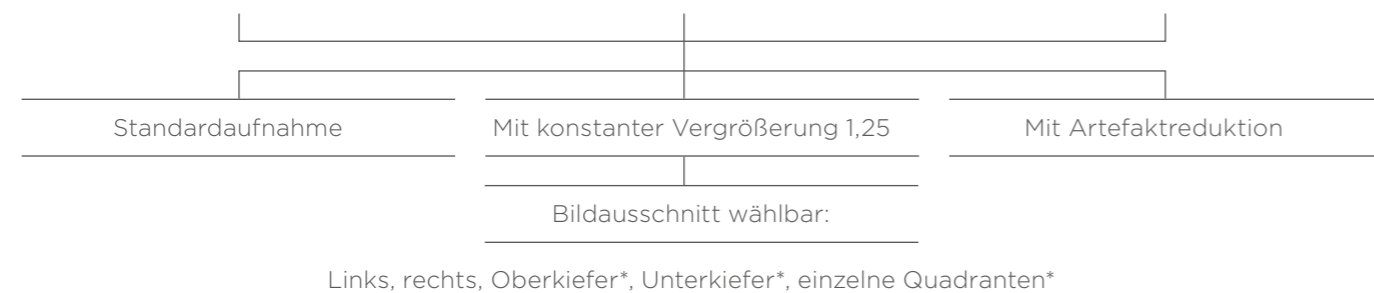 Standardaufnahme
Mit konstanter Vergrößerung 1,25
Mit Artefaktreduktion
Bildausschnitt wählbar:
Links, rechts, Oberkiefer*, Unterkiefer*, einzelne Quadranten*